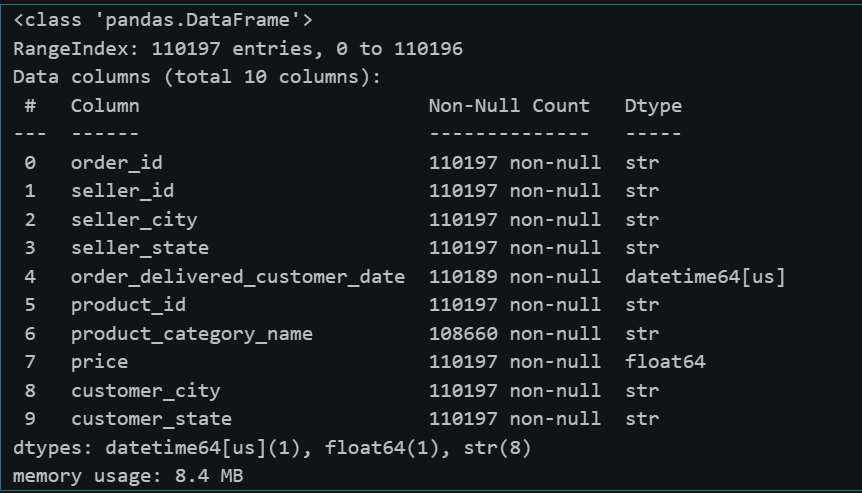 <class 'pandas.DataFrame'>
RangeIndex: 110197 entries, 0 to 110196
Data columns (total 10 columns):
 #   Column                         Non-Null Count   Dtype
---  ------                         --------------   -----
 0   order_id                       110197 non-null  str
 1   seller_id                      110197 non-null  str
 2   seller_city                    110197 non-null  str
 3   seller_state                   110197 non-null  str
 4   order_delivered_customer_date  110189 non-null  datetime64[us]
 5   product_id                     110197 non-null  str
 6   product_category_name          108660 non-null  str
 7   price                          110197 non-null  float64
 8   customer_city                  110197 non-null  str
 9   customer_state                 110197 non-null  str
dtypes: datetime64[us](1), float64(1), str(8)
memory usage: 8.4 MB